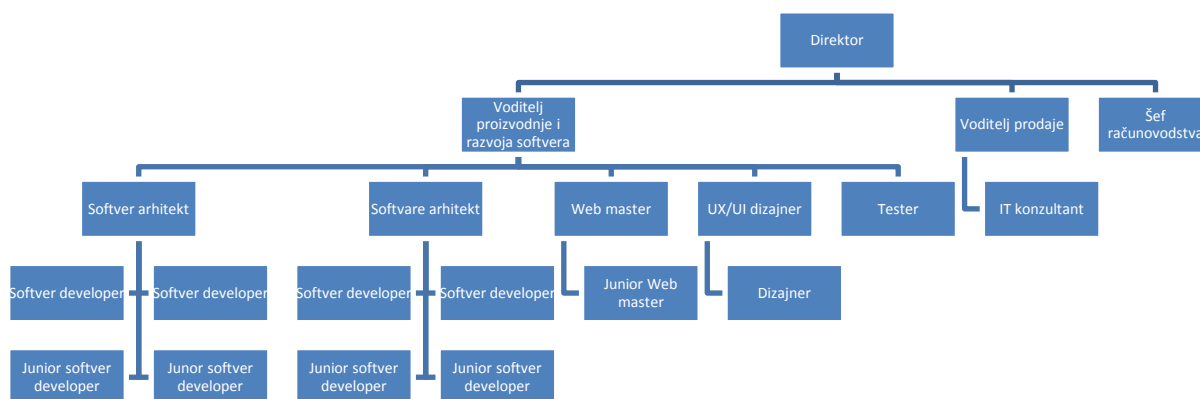 Direktor
Voditelj
proizvodnje i
razvoja softvera
Voditelj prodaje
Šef
računovodstva
Softver arhitekt
Softvare arhitekt
Web master
UX/UI dizajner
Tester
IT konzultant
Softver developer
Softver developer
Softver developer
Softver developer
Junior Web
master
Dizajner
Junior softver
developer
Junor softver
developer
Junior softver
developer
Junior softver
developer